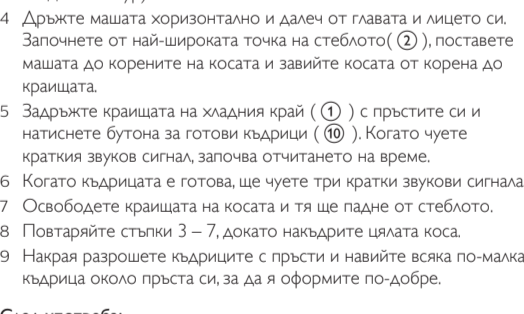 4 Дръжте машата хоризонтално и далеч от главата и лицето си.
Започнете от най-широката точка на стеблото( ② ), поставете
машата до корените на косата и завийте косата от корена до
краищата.
5 Задръжте краищата на хладния край ( ① ) с пръстите си и
натиснете бутона за готови къдрици ( ⑩ ). Когато чуете
краткия звуков сигнал, започва отчитането на време.
6 Когато къдрицата е готова, ще чуете три кратки звукови сигнала
7 Освободете краищата на косата и тя ще падне от стеблото.
8 Повтаряйте стъпки 3 – 7, докато накъдрите цялата коса.
9 Накрая разрошете къдриците с пръсти и навийте всяка по-малка
къдрица около пръста си, за да я оформите по-добре.